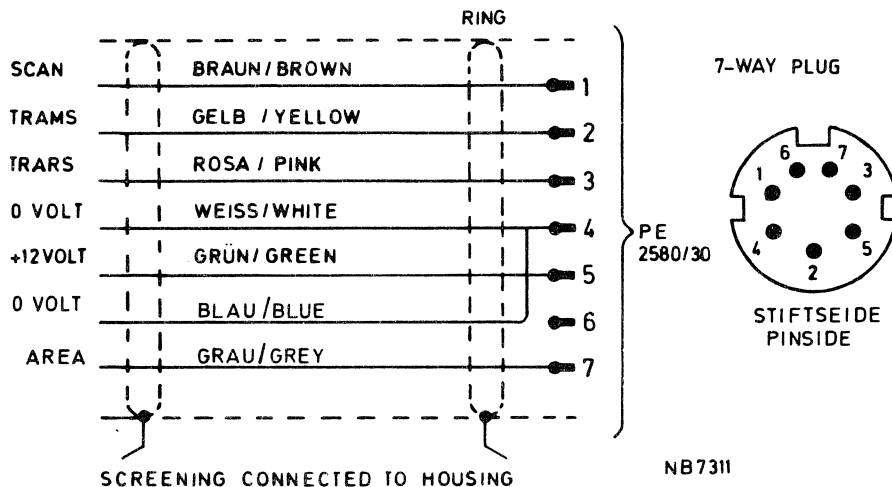 RING
SCAN BRAUN/BROWN 1
TRAMS GELB / YELLOW 2
TRARS ROSA / PINK 3
0 VOLT WEISS/WHITE 4
+12VOLT GRÜN/GREEN 5
0 VOLT BLAU/BLUE 6
AREA GRAU/GREY 7
SCREENING CONNECTED TO HOUSING
PE
2580/30
7-WAY PLUG
6 7
1 3
4 5
2
STIFTSEIDE
PINSIDE
NB7311